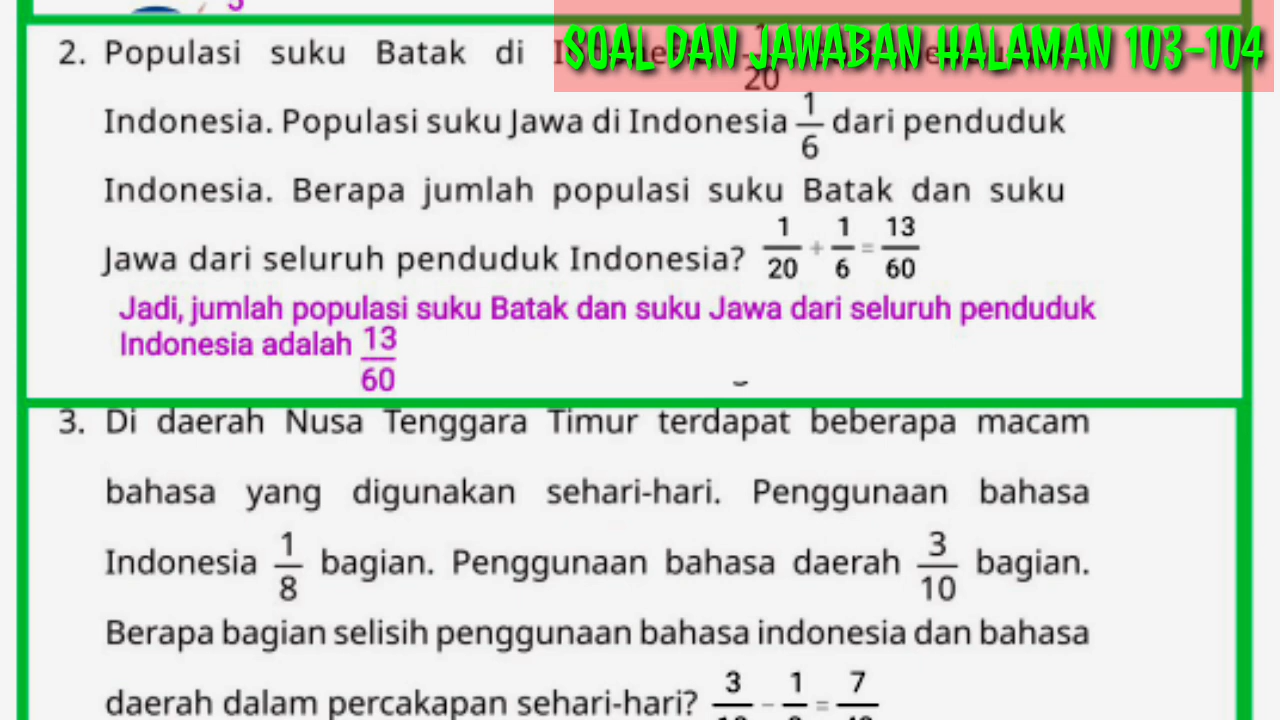 SOAL DAN JAWABAN HALAMAN 103-104
2. Populasi suku Batak di 20
Indonesia. Populasi suku Jawa di Indonesia 1/6 dari penduduk
Indonesia. Berapa jumlah populasi suku Batak dan suku
Jawa dari seluruh penduduk Indonesia? 1/20 + 1/6 = 13/60
Jadi, jumlah populasi suku Batak dan suku Jawa dari seluruh penduduk
Indonesia adalah 13/60
3. Di daerah Nusa Tenggara Timur terdapat beberapa macam
bahasa yang digunakan sehari-hari. Penggunaan bahasa
Indonesia 1/8 bagian. Penggunaan bahasa daerah 3/10 bagian.
Berapa bagian selisih penggunaan bahasa indonesia dan bahasa
daerah dalam percakapan sehari-hari? 3 - 1 = 7